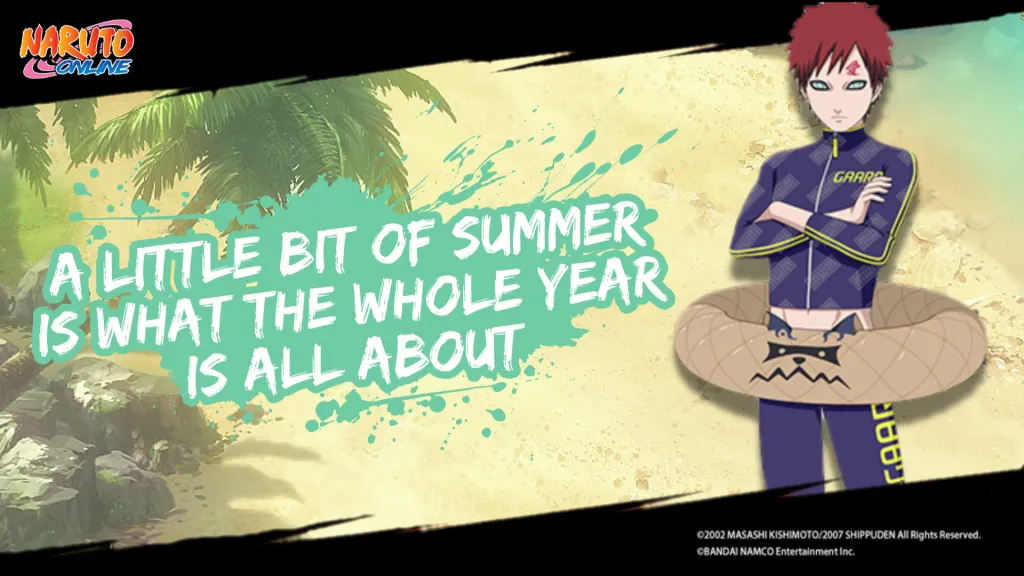 NARUTO
ONLINE
A LITTLE BIT OF SUMMER
IS WHAT THE WHOLE YEAR
IS ALL ABOUT
GAARA
GAARA
©2002 MASASHI KISHIMOTO/2007 SHIPPUDEN All Rights Reserved.
©BANDAI NAMCO Entertainment Inc.